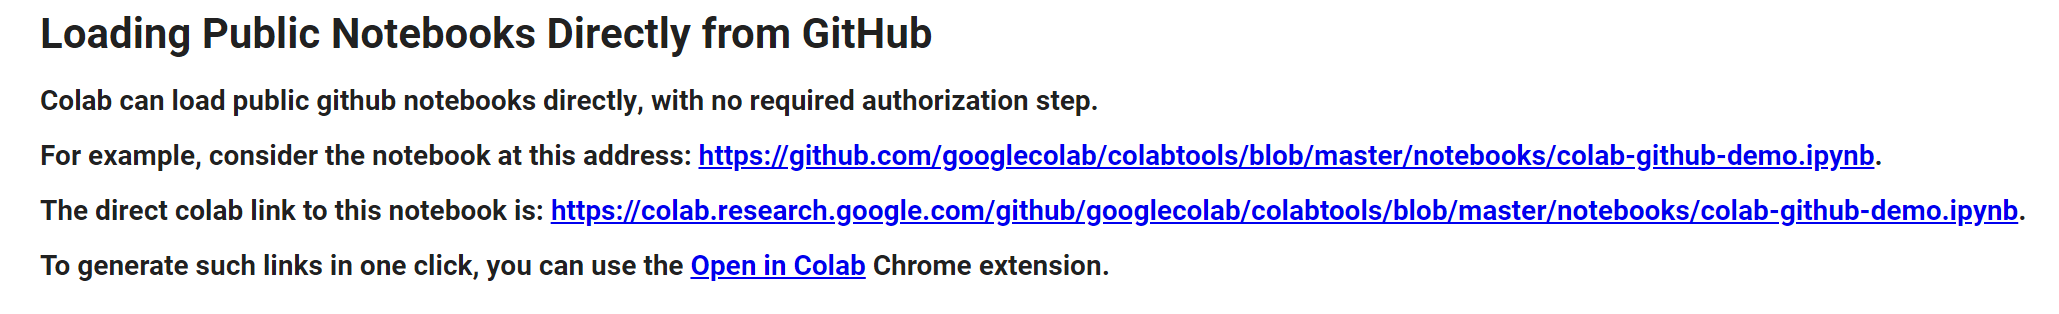 Loading Public Notebooks Directly from GitHub
Colab can load public github notebooks directly, with no required authorization step.
For example, consider the notebook at this address: https://github.com/googlecolab/colabtools/blob/master/notebooks/colab-github-demo.ipynb.
The direct colab link to this notebook is: https://colab.research.google.com/github/googlecolab/colabtools/blob/master/notebooks/colab-github-demo.ipynb.
To generate such links in one click, you can use the Open in Colab Chrome extension.